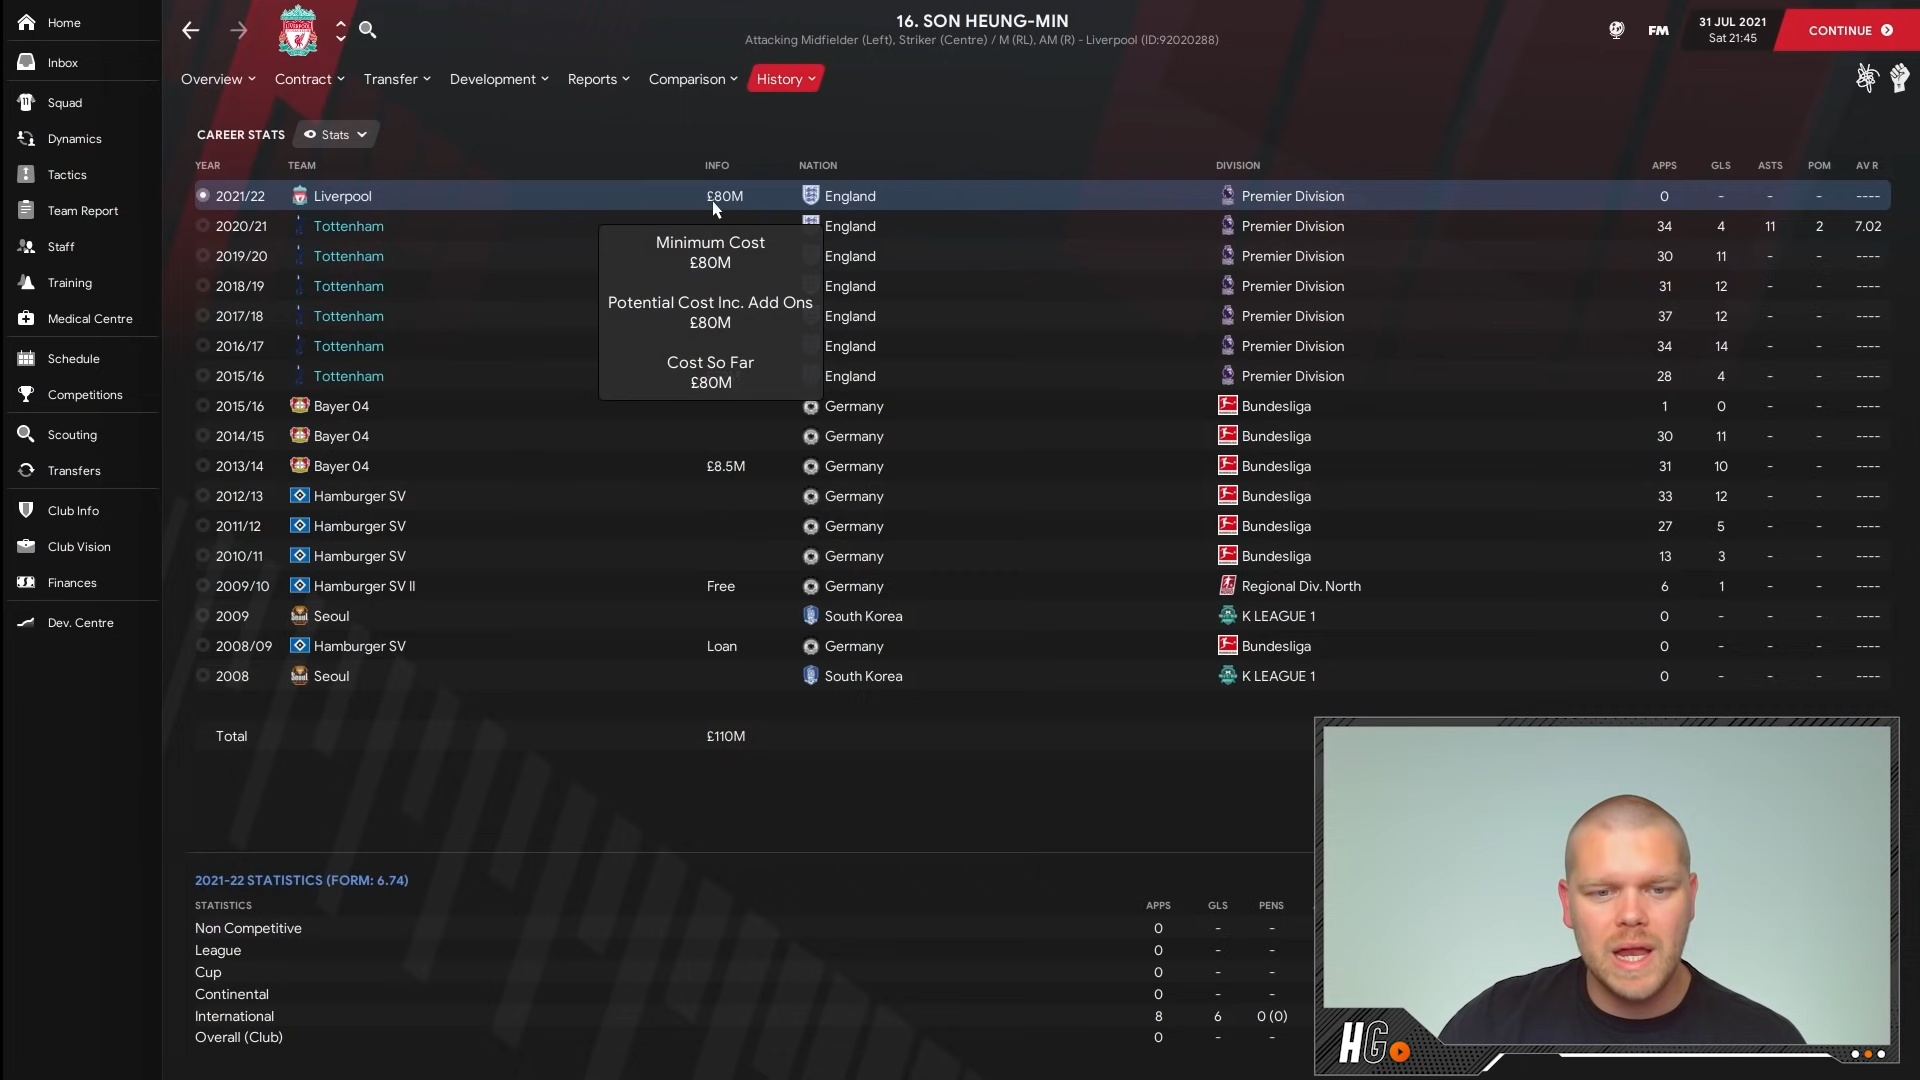 Home
Inbox
Squad
Dynamics
Tactics
Team Report
Staff
Training
Medical Centre
Schedule
Competitions
Scouting
Transfers
Club Info
Club Vision
Finances
Dev. Centre
16. SON HEUNG-MIN
Attacking Midfielder (Left), Striker (Centre) / M (RL), AM (R) - Liverpool (ID:92020288)
FM
31 JUL 2021
Sat 21:45
CONTINUE
Overview Contract Transfer Development Reports Comparison History
CAREER STATS Stats
YEAR TEAM INFO NATION DIVISION APPS GLS ASTS POM AV R
2021/22 Liverpool £80M England Premier Division 0 - - - ----
2020/21 Tottenham England Premier Division 34 4 11 2 7.02
2019/20 Tottenham England Premier Division 30 11 - - ----
2018/19 Tottenham England Premier Division 31 12 - - ----
2017/18 Tottenham England Premier Division 37 12 - - ----
2016/17 Tottenham England Premier Division 34 14 - - ----
2015/16 Tottenham England Premier Division 28 4 - - ----
2015/16 Bayer 04 Germany Bundesliga 1 0 - - ----
2014/15 Bayer 04 Germany Bundesliga 30 11 - - ----
2013/14 Bayer 04 £8.5M Germany Bundesliga 31 10 - - ----
2012/13 Hamburger SV Germany Bundesliga 33 12 - - ----
2011/12 Hamburger SV Germany Bundesliga 27 5 - - ----
2010/11 Hamburger SV Germany Bundesliga 13 3 - - ----
2009/10 Hamburger SV II Free Germany Regional Div. North 6 1 - - ----
2009 Seoul South Korea K LEAGUE 1 0 - - - ----
2008/09 Hamburger SV Loan Germany Bundesliga 0 - - - ----
2008 Seoul South Korea K LEAGUE 1 0 - - - ----
Minimum Cost
£80M
Potential Cost Inc. Add Ons
£80M
Cost So Far
£80M
Total £110M
2021-22 STATISTICS (FORM: 6.74)
STATISTICS APPS GLS PENS
Non Competitive 0 - -
League 0 - -
Cup 0 - -
Continental 0 - -
International 8 6 0 (0)
Overall (Club) 0 - -
HG